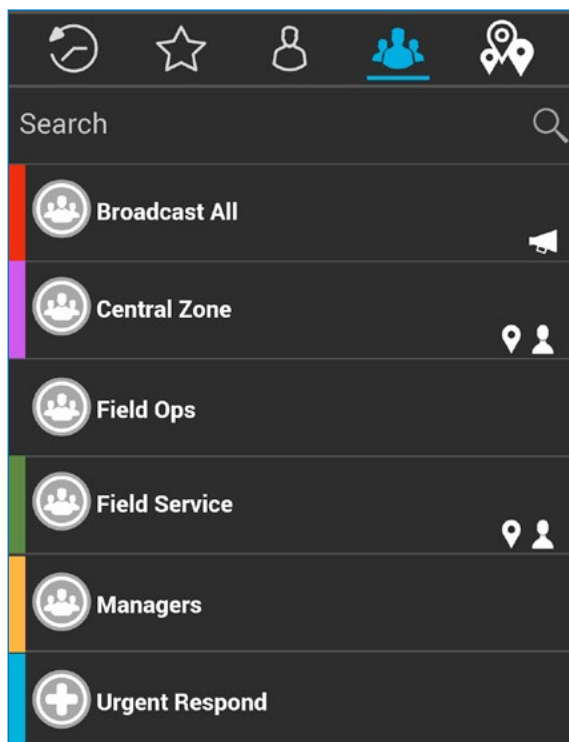 Search
Broadcast All
Central Zone
Field Ops
Field Service
Managers
Urgent Respond